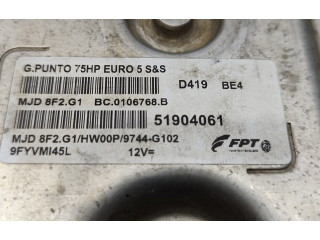 G.PUNTO 75HP EURO 5 S&S
D419 BE4
MJD 8F2.G1 BC.0106768.B
51904061
MJD 8F2.G1/HW00P/9744-G102
9FYVMI45L 12V=
FPT